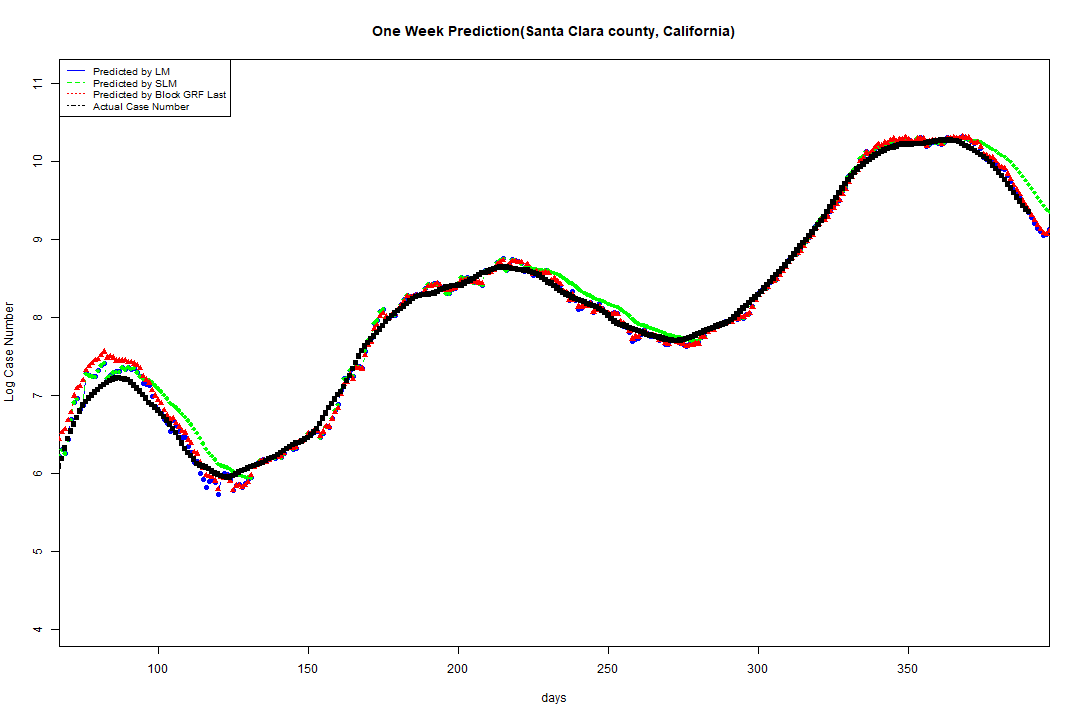 One Week Prediction(Santa Clara county, California)
Predicted by LM
Predicted by SLM
Predicted by Block GRF Last
Actual Case Number
11
10
9
8
7
6
5
4
Log Case Number
100 150 200 250 300 350
days